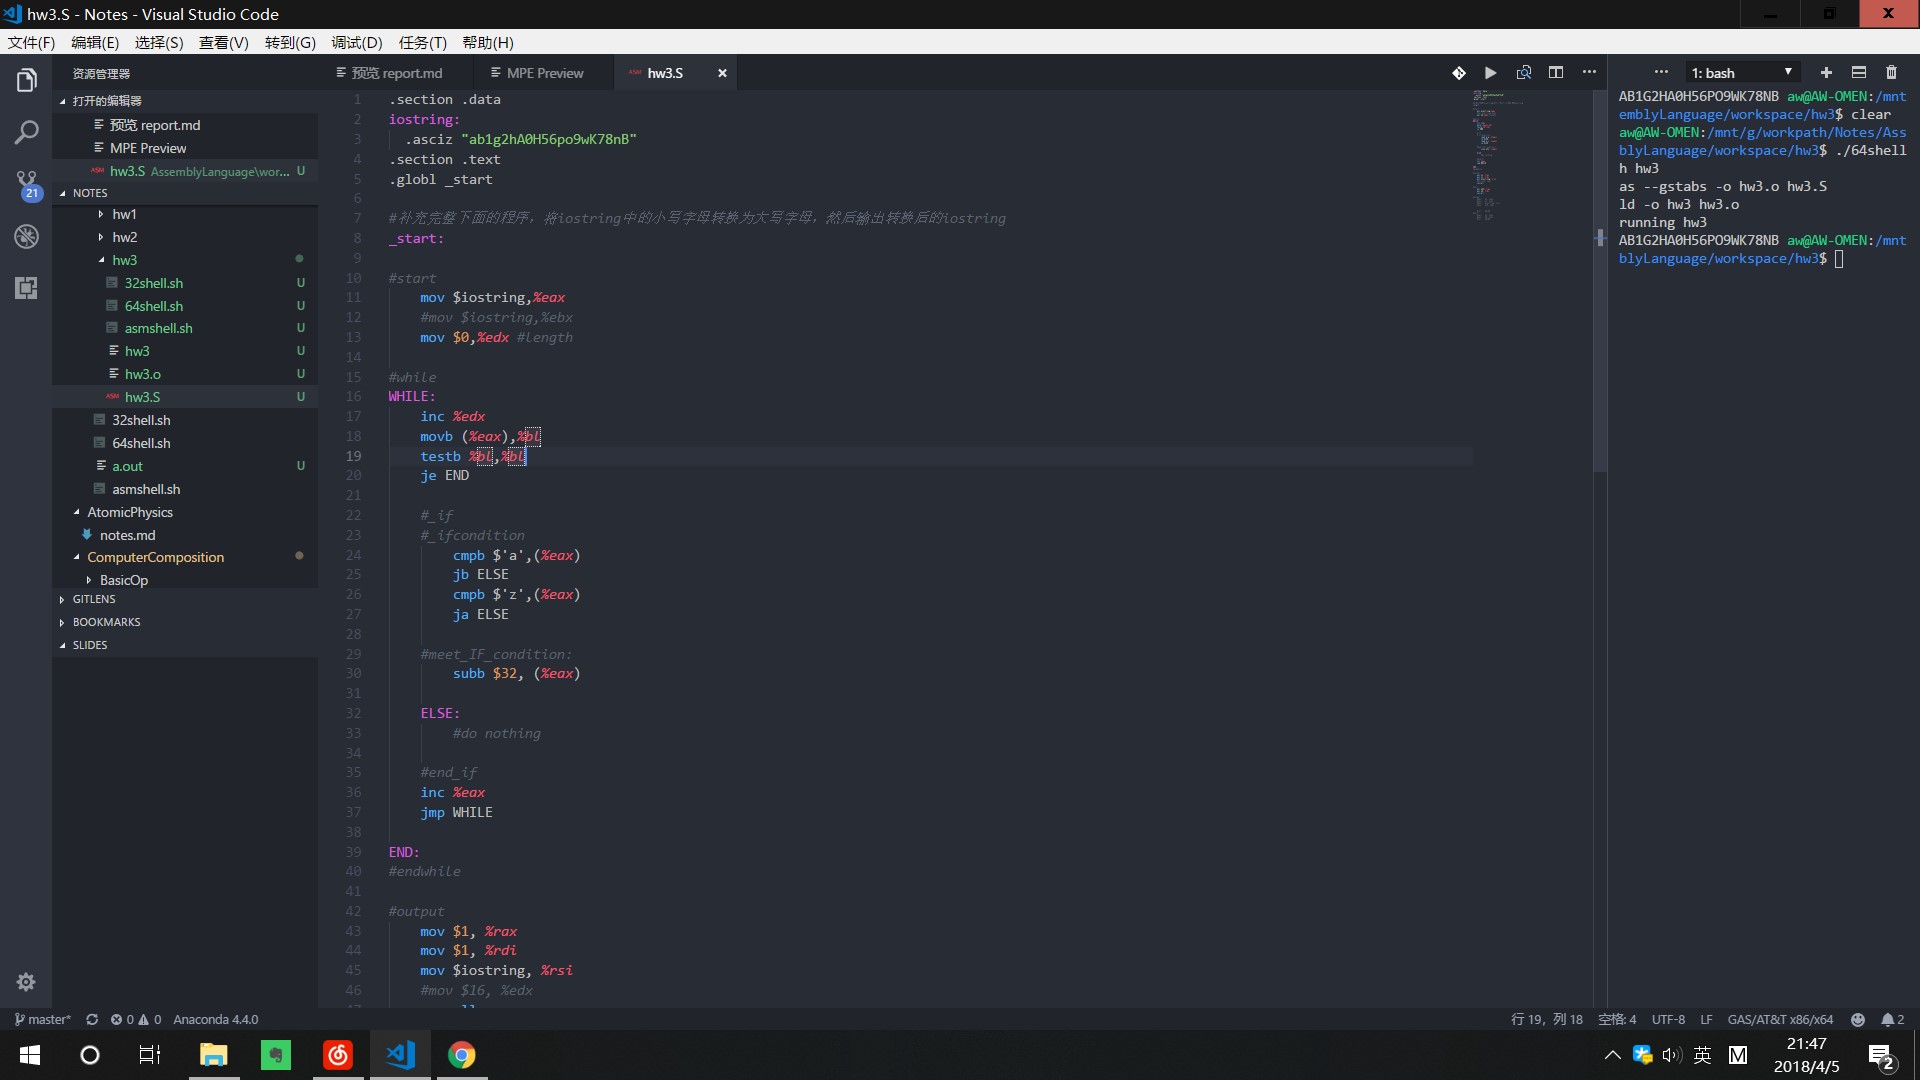 hw3.S - Notes - Visual Studio Code
文件(F) 编辑(E) 选择(S) 查看(V) 转到(G) 调试(D) 任务(T) 帮助(H)
资源管理器
打开的编辑器
预览 report.md
MPE Preview
ASM hw3.S AssemblyLanguage\wor... U
NOTES
hw1
hw2
hw3
32shell.sh U
64shell.sh U
asmshell.sh U
hw3 U
hw3.o U
ASM hw3.S U
32shell.sh
64shell.sh
a.out U
asmshell.sh
AtomicPhysics
notes.md
ComputerComposition
BasicOp
GITLENS
BOOKMARKS
SLIDES
21
预览 report.md MPE Preview ASM hw3.S
1 .section .data
2 iostring:
3 .asciz "ab1g2hA0H56po9wK78nB"
4 .section .text
5 .globl _start
6
7 #补充完整下面的程序，将iostring中的小写字母转换为大写字母，然后输出转换后的iostring
8 _start:
9
10 #start
11 mov $iostring,%eax
12 #mov $iostring,%ebx
13 mov $0,%edx #length
14
15 #while
16 WHILE:
17 inc %edx
18 movb (%eax),%bl
19 testb %bl,%bl
20 je END
21
22 #_if
23 #_ifcondition
24 cmpb $'a',(%eax)
25 jb ELSE
26 cmpb $'z',(%eax)
27 ja ELSE
28
29 #meet_IF_condition:
30 subb $32, (%eax)
31
32 ELSE:
33 #do nothing
34
35 #end_if
36 inc %eax
37 jmp WHILE
38
39 END:
40 #endwhile
41
42 #output
43 mov $1, %rax
44 mov $1, %rdi
45 mov $iostring, %rsi
46 #mov $16, %edx
1: bash
AB1G2HA0H56PO9WK78NB aw@AW-OMEN:/mnt
emblyLanguage/workspace/hw3$ clear
aw@AW-OMEN:/mnt/g/workpath/Notes/Ass
blyLanguage/workspace/hw3$ ./64shell
h hw3
as --gstabs -o hw3.o hw3.S
ld -o hw3 hw3.o
running hw3
AB1G2HA0H56PO9WK78NB aw@AW-OMEN:/mnt
blyLanguage/workspace/hw3$
master* 0 0 Anaconda 4.4.0
行 19，列 18 空格: 4 UTF-8 LF GAS/AT&T x86/x64 2
英 M 21:47
2018/4/5
2